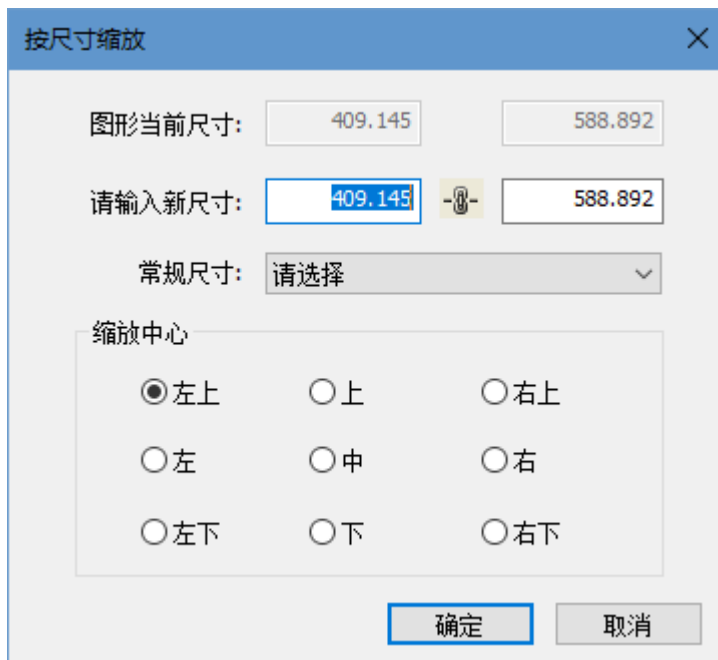 按尺寸缩放
图形当前尺寸: 409.145 588.892
请输入新尺寸: 409.145 588.892
常规尺寸: 请选择
缩放中心
左上 上 右上
左 中 右
左下 下 右下
确定 取消